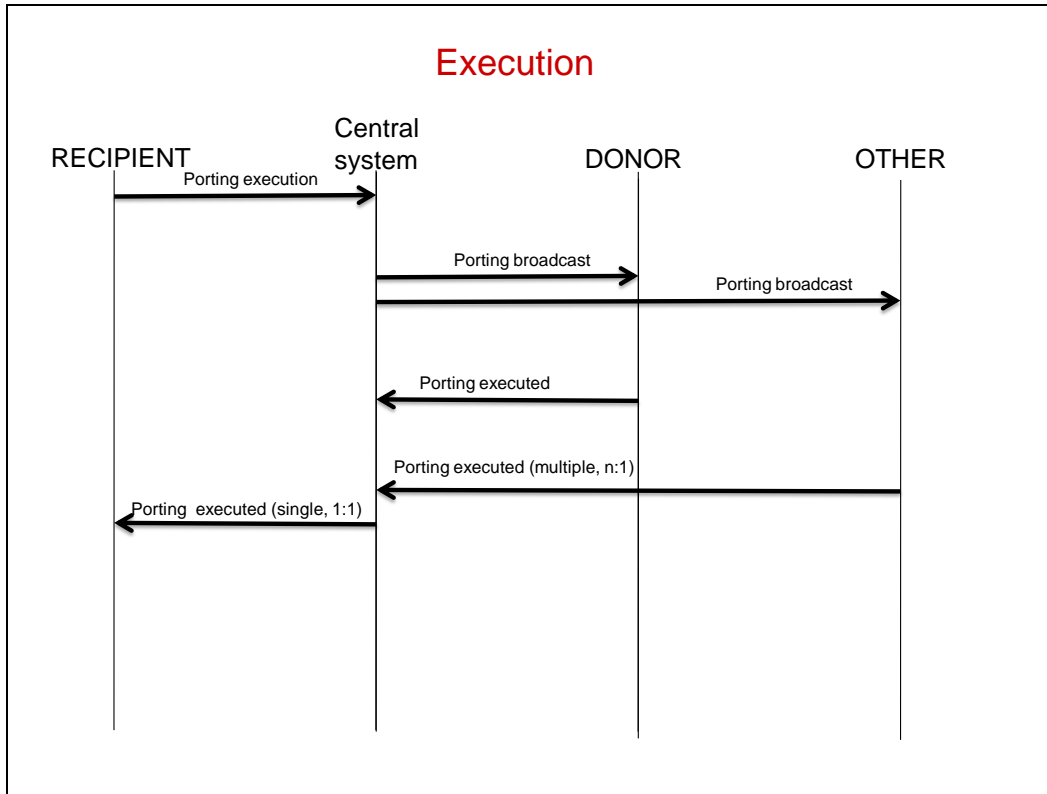 Execution
RECIPIENT
Central
system
DONOR
OTHER
Porting execution
Porting broadcast
Porting broadcast
Porting executed
Porting executed (multiple, n:1)
Porting executed (single, 1:1)